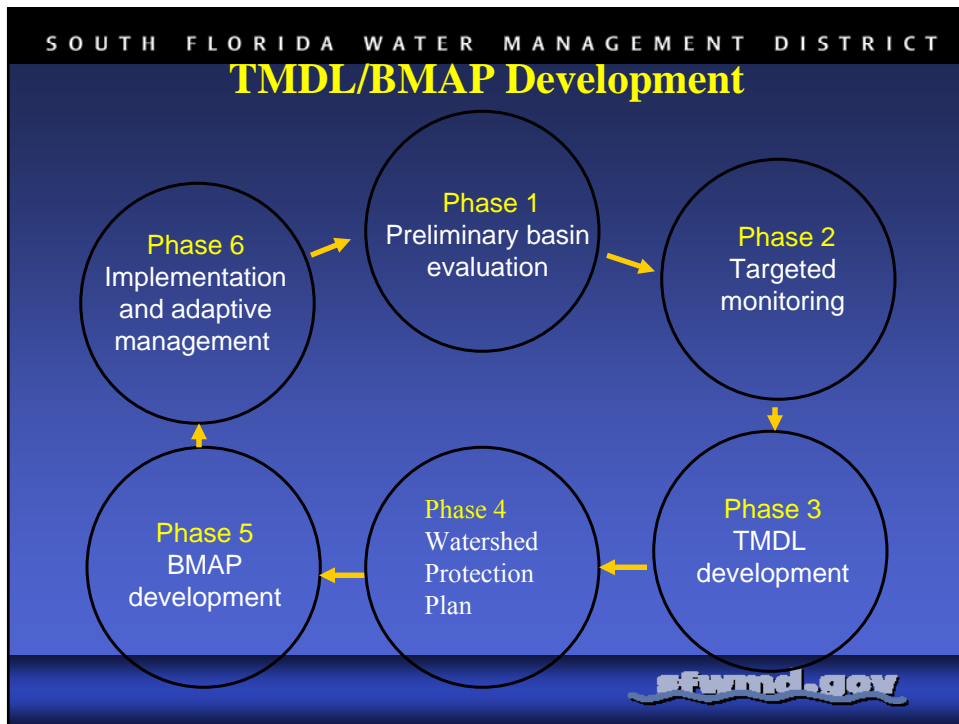 SOUTH FLORIDA WATER MANAGEMENT DISTRICT
TMDL/BMAP Development
Phase 1
Preliminary basin
evaluation
Phase 2
Targeted
monitoring
Phase 3
TMDL
development
Phase 4
Watershed
Protection
Plan
Phase 5
BMAP
development
Phase 6
Implementation
and adaptive
management
sfwmd.gov